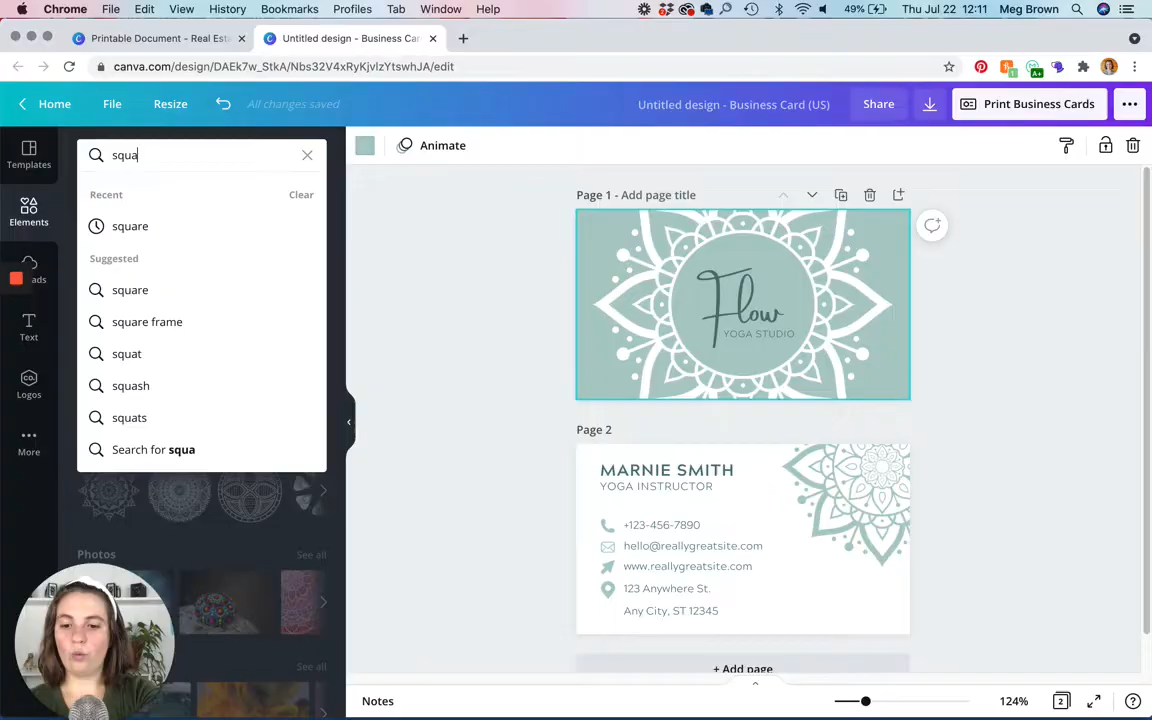 Chrome File Edit View History Bookmarks Profiles Tab Window Help 49% Thu Jul 22 12:11 Meg Brown
Printable Document - Real Esta Untitled design - Business Car
canva.com/design/DAEk7w_StkA/Nbs32V4xRyKjvIzYtswhJA/edit
Home File Resize All changes saved Untitled design - Business Card (US) Share Print Business Cards
Templates
Elements
ads
Text
Logos
More
squa
Recent Clear
square
Suggested
square
square frame
squat
squash
squats
Search for squa
Photos See all
See all
Animate
Page 1 - Add page title
Flow
YOGA STUDIO
Page 2
MARNIE SMITH
YOGA INSTRUCTOR
+123-456-7890
hello@reallygreatsite.com
www.reallygreatsite.com
123 Anywhere St.
Any City, ST 12345
+ Add page
Notes 124% 2